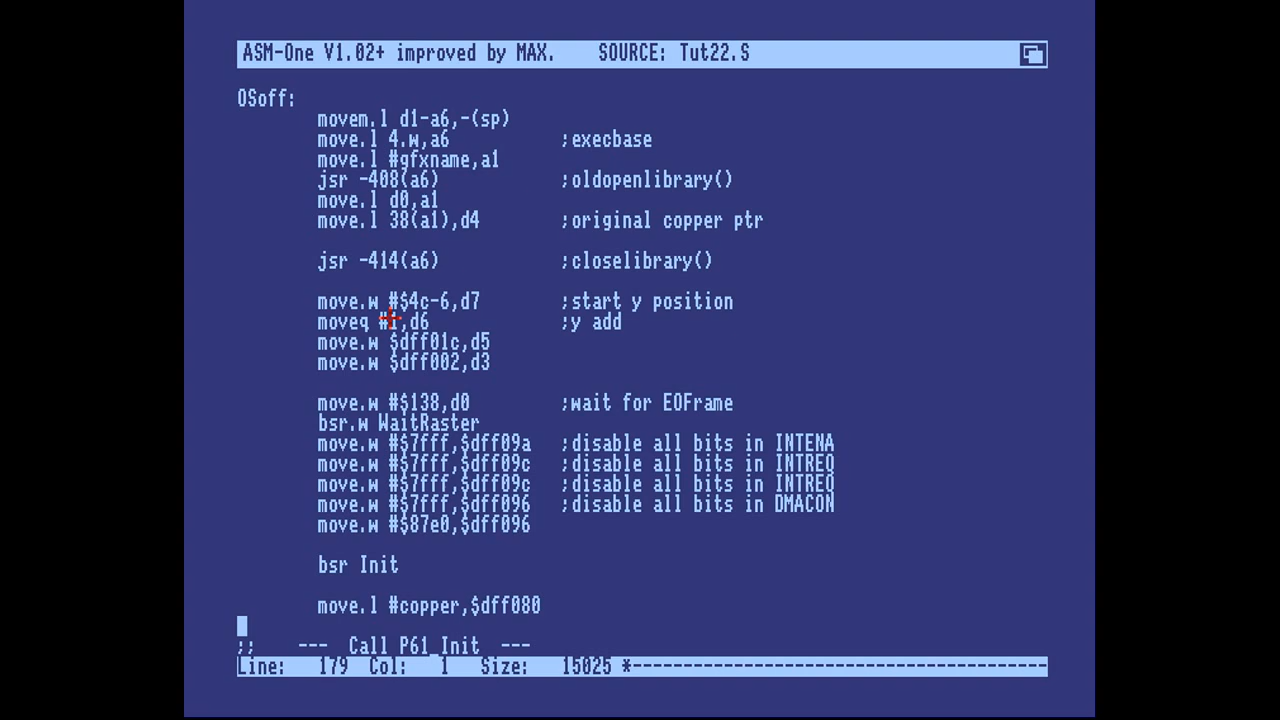 ASM-One V1.02+ improved by MAX. SOURCE: Tut22.S
OSoff:
movem.l d1-a6,-(sp)
move.l 4.w,a6 ;execbase
move.l #gfxname,a1
jsr -408(a6) ;oldopenlibrary()
move.l d0,a1
move.l 38(a1),d4 ;original copper ptr
jsr -414(a6) ;closelibrary()
move.w #$4c-6,d7 ;start y position
moveq #1,d6 ;y add
move.w $dff01c,d5
move.w $dff002,d3
move.w #$138,d0 ;wait for EOFrame
bsr.w WaitRaster
move.w #$7fff,$dff09a ;disable all bits in INTENA
move.w #$7fff,$dff09c ;disable all bits in INTREQ
move.w #$7fff,$dff09c ;disable all bits in INTREQ
move.w #$7fff,$dff096 ;disable all bits in DMACON
move.w #$87e0,$dff096
bsr Init
move.l #copper,$dff080
;; --- Call P61_Init ---
Line: 179 Col: 1 Size: 15025 *-----------------------------------------